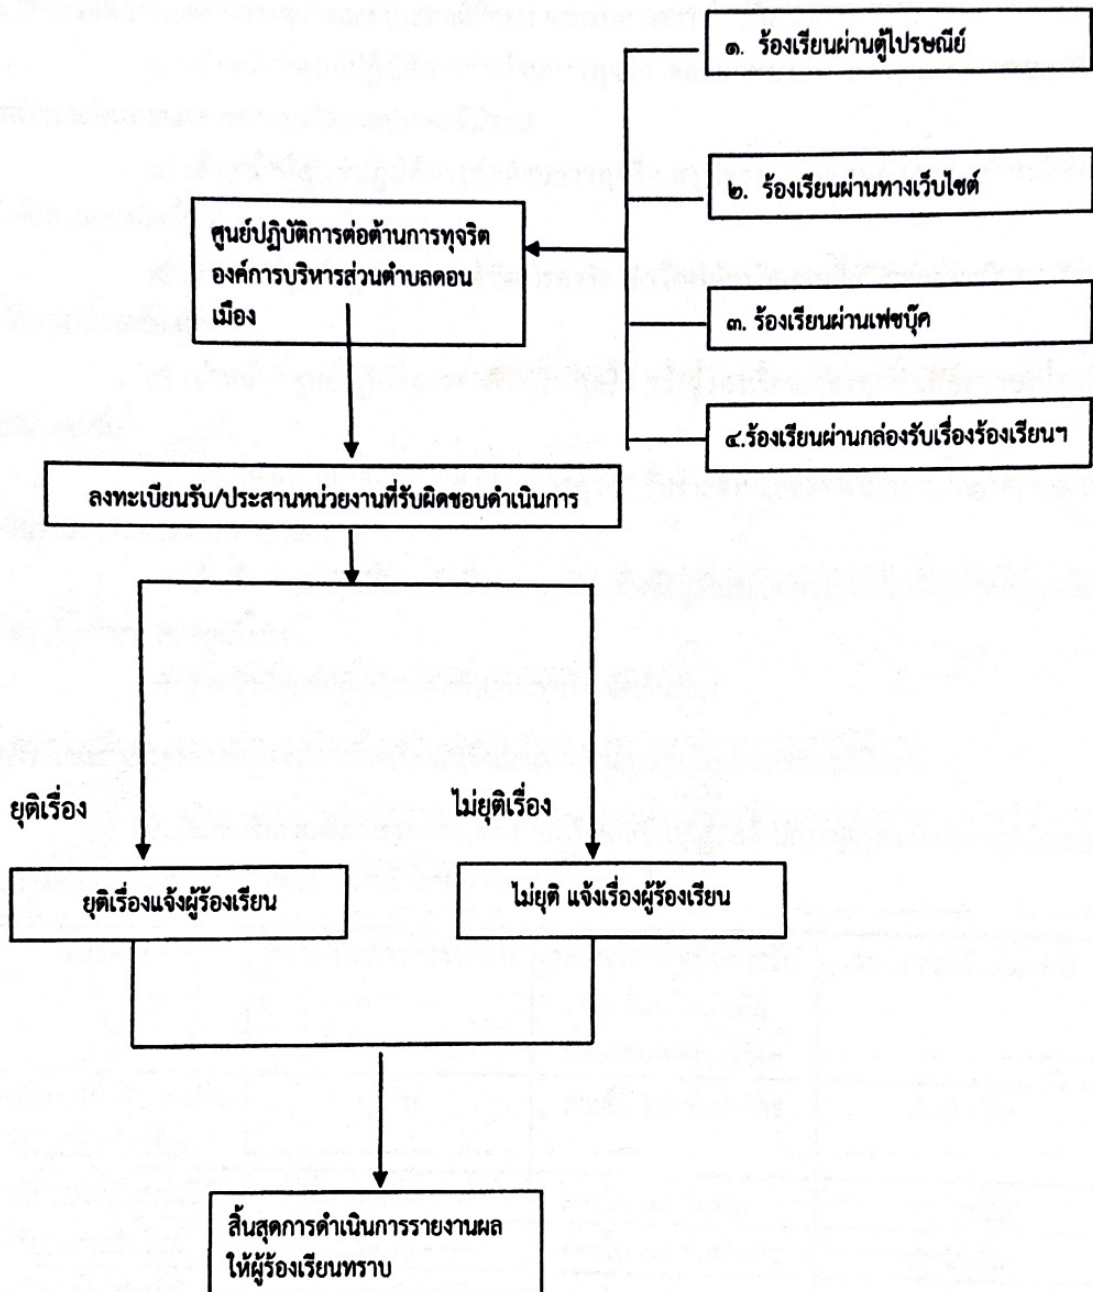 ๑. ร้องเรียนผ่านตู้ไปรษณีย์
๒. ร้องเรียนผ่านทางเว็บไซต์
ศูนย์ปฏิบัติการต่อต้านการทุจริต
องค์การบริหารส่วนตำบลดอน
เมือง
๓. ร้องเรียนผ่านเฟซบุ๊ค
๔.ร้องเรียนผ่านกล่องรับเรื่องร้องเรียนฯ
ลงทะเบียนรับ/ประสานหน่วยงานที่รับผิดชอบดำเนินการ
ยุติเรื่อง
ไม่ยุติเรื่อง
ยุติเรื่องแจ้งผู้ร้องเรียน
ไม่ยุติ แจ้งเรื่องผู้ร้องเรียน
สิ้นสุดการดำเนินการรายงานผล
ให้ผู้ร้องเรียนทราบ